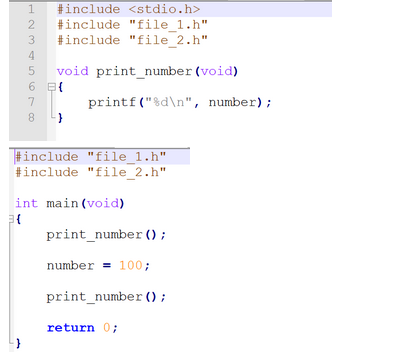 1 #include <stdio.h>
2 #include "file_1.h"
3 #include "file_2.h"
4
5 void print_number(void)
6 {
7 printf("%d\n", number);
8 }
#include "file_1.h"
#include "file_2.h"
int main(void)
{
print_number();
number = 100;
print_number();
return 0;
}